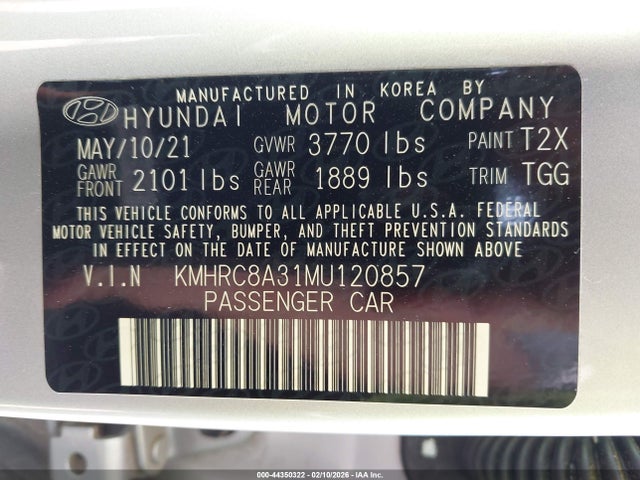 MANUFACTURED IN KOREA BY
HYUNDAI MOTOR COMPANY
MAY/10/21 GVWR 3770 lbs PAINT T2X
GAWR FRONT 2101 lbs GAWR REAR 1889 lbs TRIM TGG
THIS VEHICLE CONFORMS TO ALL APPLICABLE U.S.A. FEDERAL
MOTOR VEHICLE SAFETY, BUMPER, AND THEFT PREVENTION STANDARDS
IN EFFECT ON THE DATE OF MANUFACTURE SHOWN ABOVE
V.I.N KMHRC8A31MU120857
PASSENGER CAR
000-44350322 - 02/10/2026 - IAAI.COM